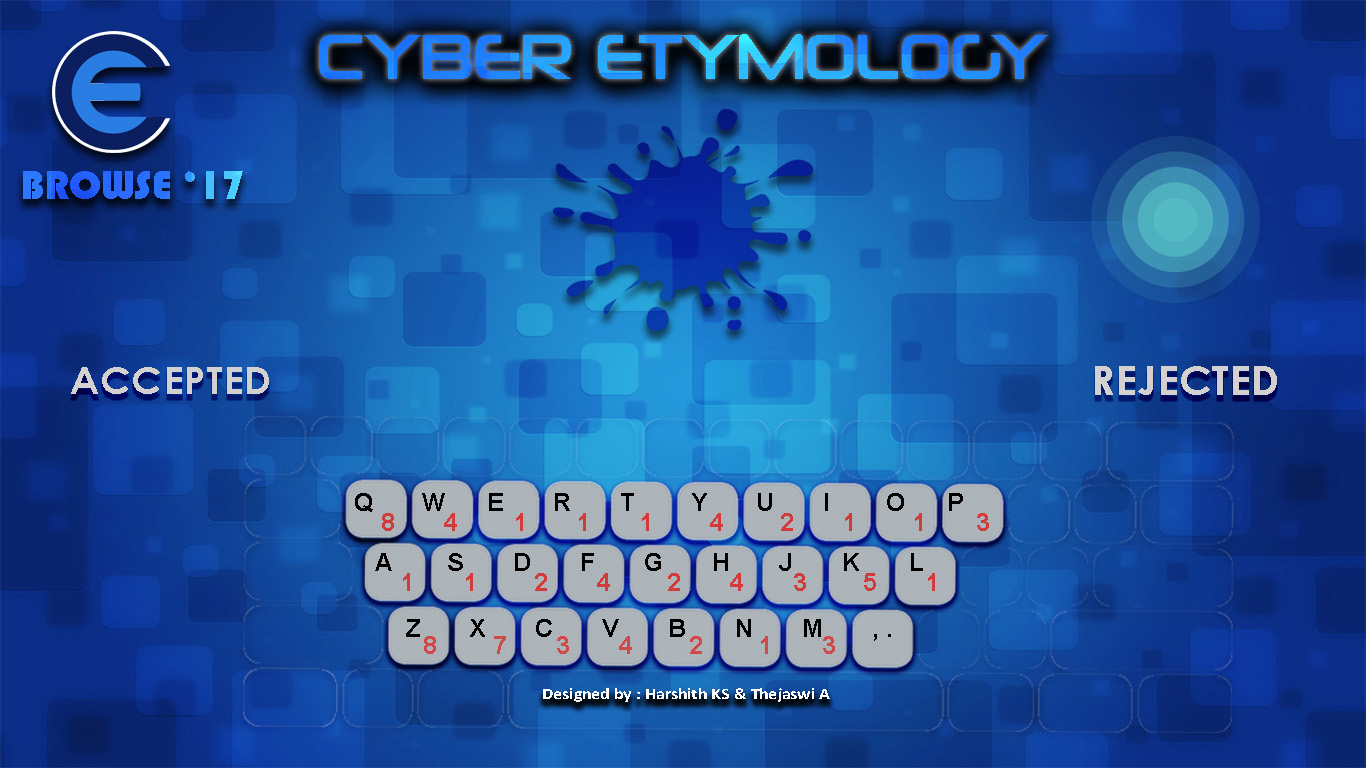 CYBER ETYMOLOGY
e
BROWSE '17
ACCEPTED
REJECTED
Q 8 W 4 E 1 R 1 T 1 Y 4 U 2 I 1 O 1 P 3
A 1 S 1 D 2 F 4 G 2 H 4 J 3 K 5 L 1
Z 8 X 7 C 3 V 4 B 2 N 1 M 3 , .
Designed by : Harshith KS & Thejaswi A